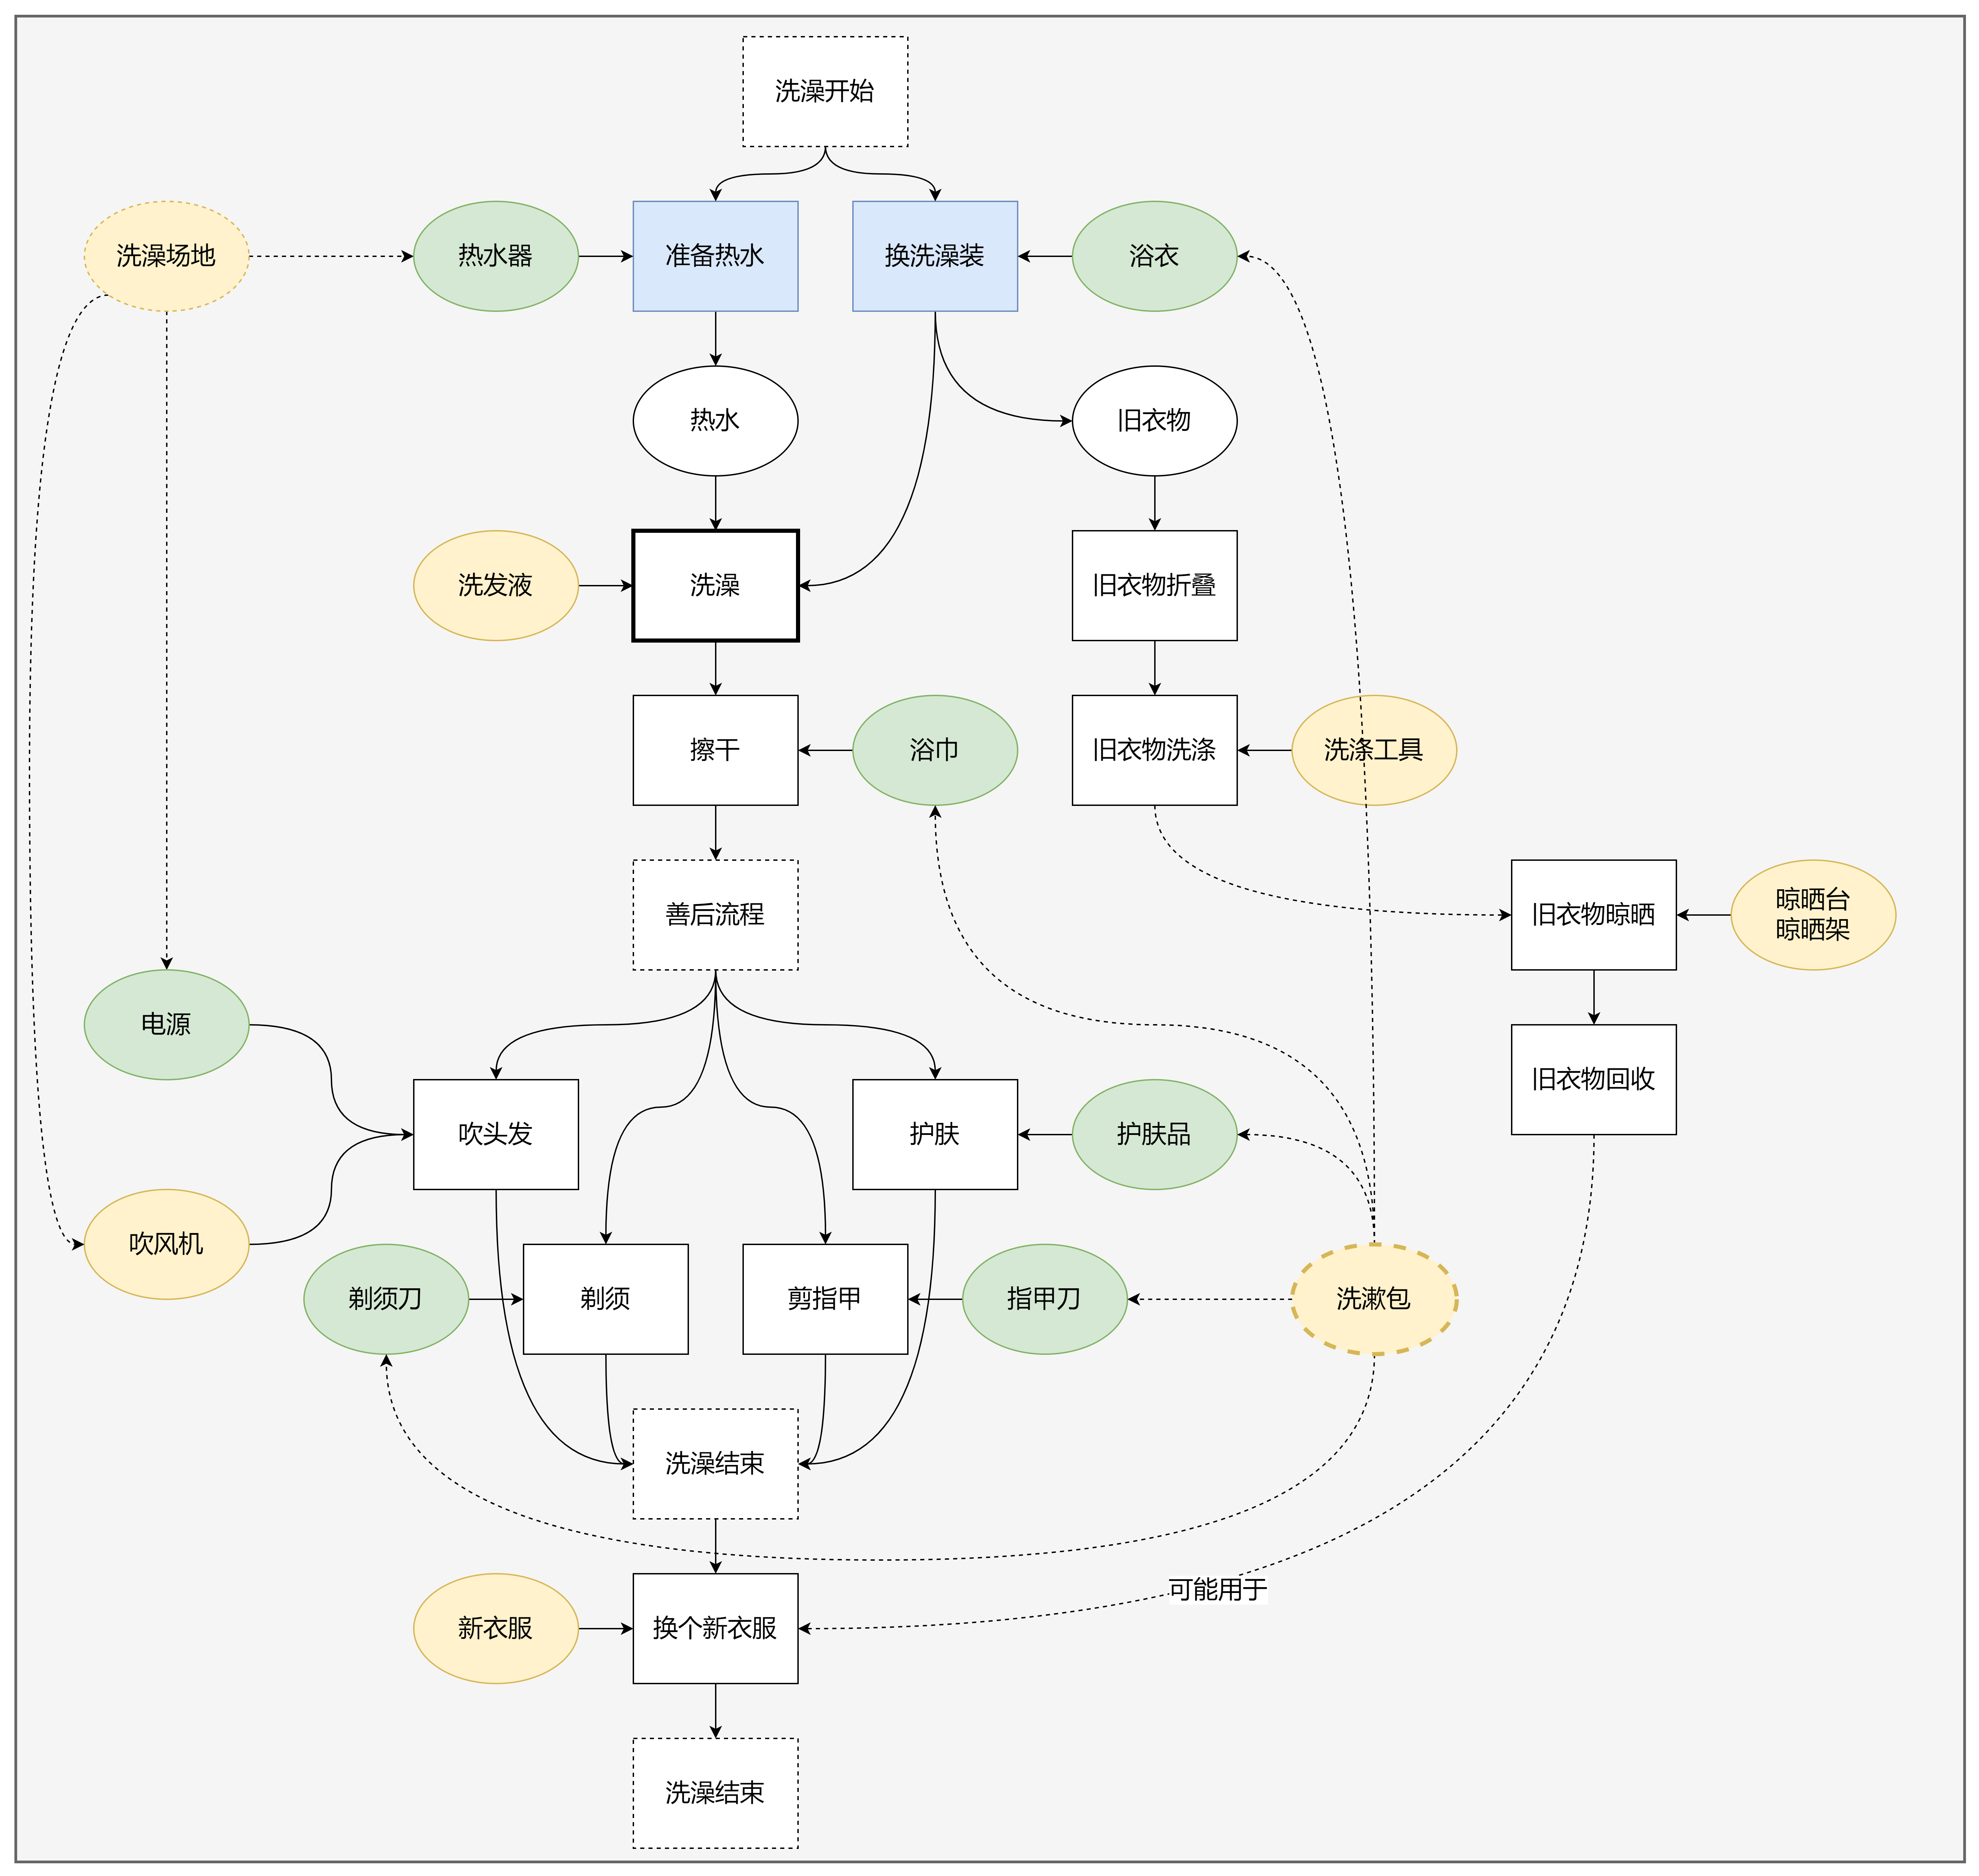 洗澡开始
洗澡场地
热水器
准备热水
换洗澡装
浴衣
热水
旧衣物
洗发液
洗澡
旧衣物折叠
擦干
浴巾
旧衣物洗涤
洗涤工具
善后流程
旧衣物晾晒
晾晒台
晾晒架
电源
旧衣物回收
吹头发
护肤
护肤品
吹风机
剃须刀
剃须
剪指甲
指甲刀
洗漱包
洗澡结束
可能用于
新衣服
换个新衣服
洗澡结束